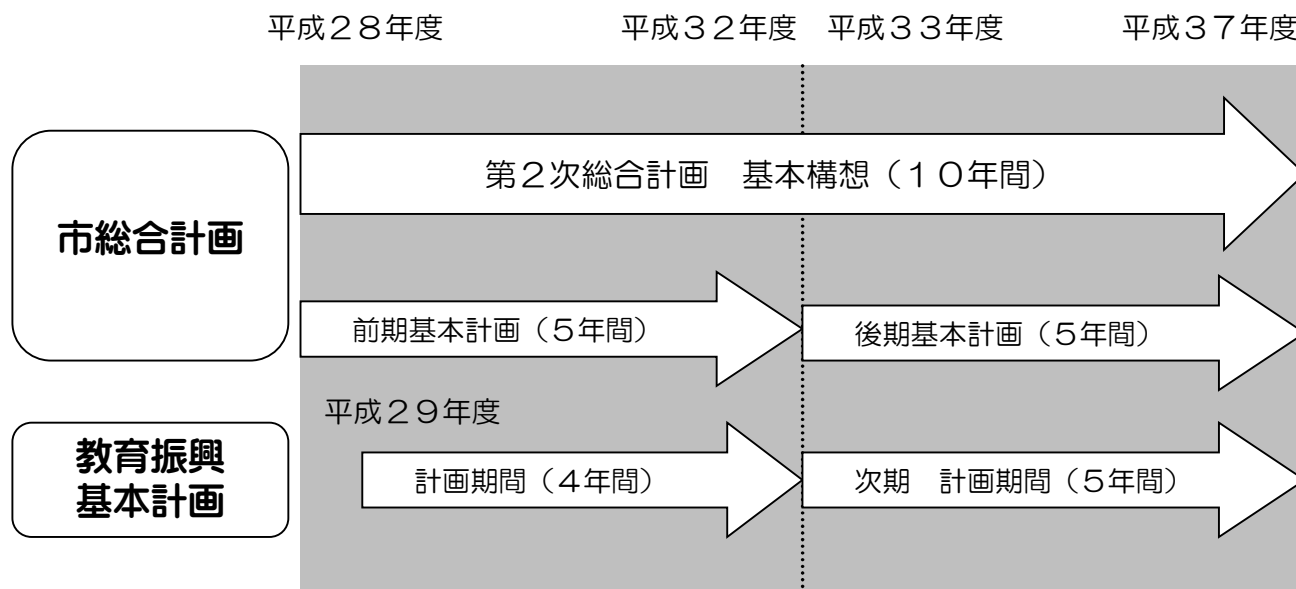 平成２８年度
平成３２年度
平成３３年度
平成３７年度
市総合計画
第２次総合計画　基本構想（１０年間）
前期基本計画（５年間）
後期基本計画（５年間）
平成２９年度
教育振興
基本計画
計画期間（４年間）
次期　計画期間（５年間）